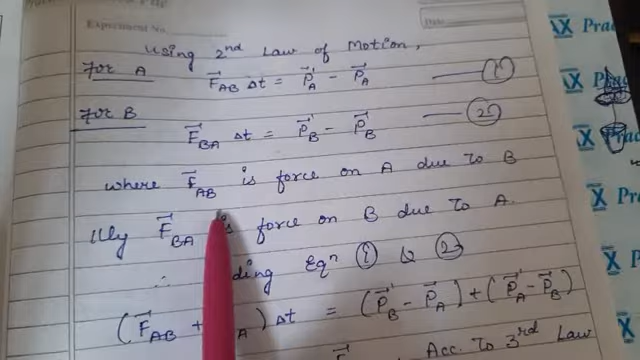 Experiment No.
Date
Using 2nd Law of Motion,
For A
F⃗AB Δt = P⃗'A − P⃗A —— (1)
For B
F⃗BA Δt = P⃗'B − P⃗B —— (2)
where F⃗AB is force on A due to B
llly F⃗BA is force on B due to A.
∴ ding Eqn (1) & (2)
(F⃗AB + A) Δt = (P⃗'B − P⃗A) + (P⃗'A − P⃗B)
Acc. To 3rd Law